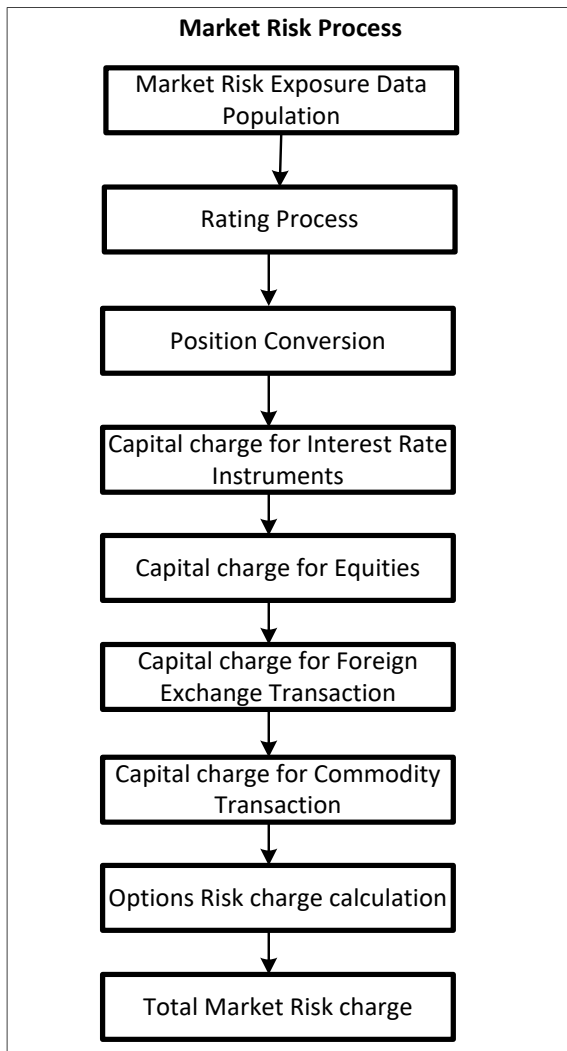 Market Risk Process
Market Risk Exposure Data
Population
Rating Process
Position Conversion
Capital charge for Interest Rate
Instruments
Capital charge for Equities
Capital charge for Foreign
Exchange Transaction
Capital charge for Commodity
Transaction
Options Risk charge calculation
Total Market Risk charge